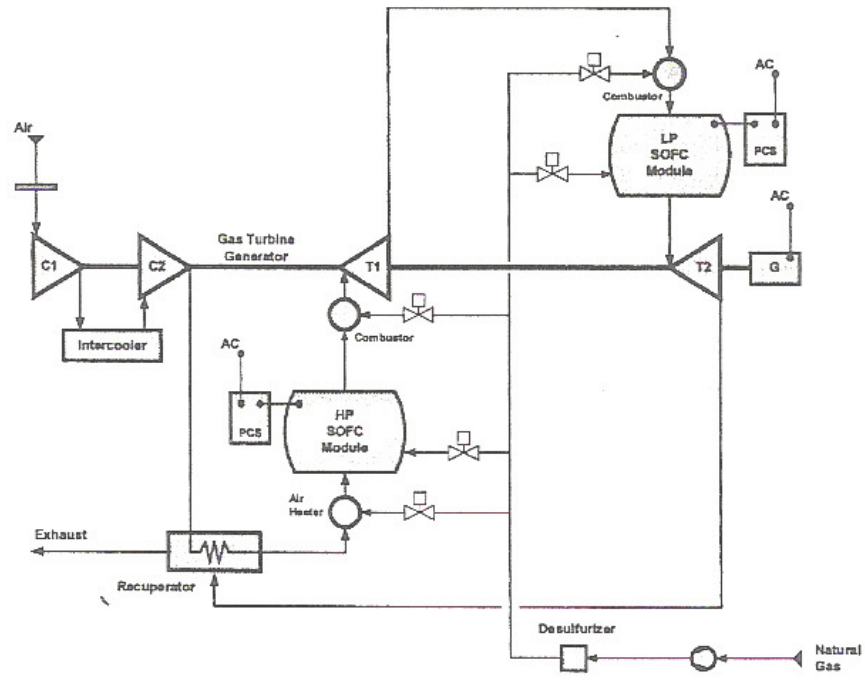 Combustor
AC
LP
SOFC
Module
PCS
AC
Air
C1
C2
Gas Turbine
Generator
T1
T2
G
Intercooler
Combustor
AC
PCS
HP
SOFC
Module
Air
Heater
Exhaust
Recuperator
Desulfurizer
Natural
Gas